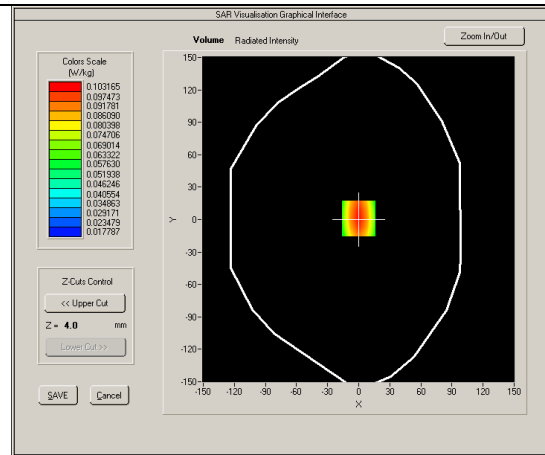 SAR Visualisation Graphical Interface
Volume Radiated Intensity
Zoom In/Out
Colors Scale
(W/kg)
0.103165
0.097473
0.091781
0.086090
0.080398
0.074706
0.069014
0.063322
0.057630
0.051938
0.046246
0.040554
0.034863
0.029171
0.023479
0.017787
Z-Cuts Control
<< Upper Cut
Z = 4.0 mm
Lower Cut >>
SAVE Cancel
150
120
90
60
30
0
-30
-60
-90
-120
-150
Y
-150 -120 -90 -60 -30 0 30 60 90 120 150
X